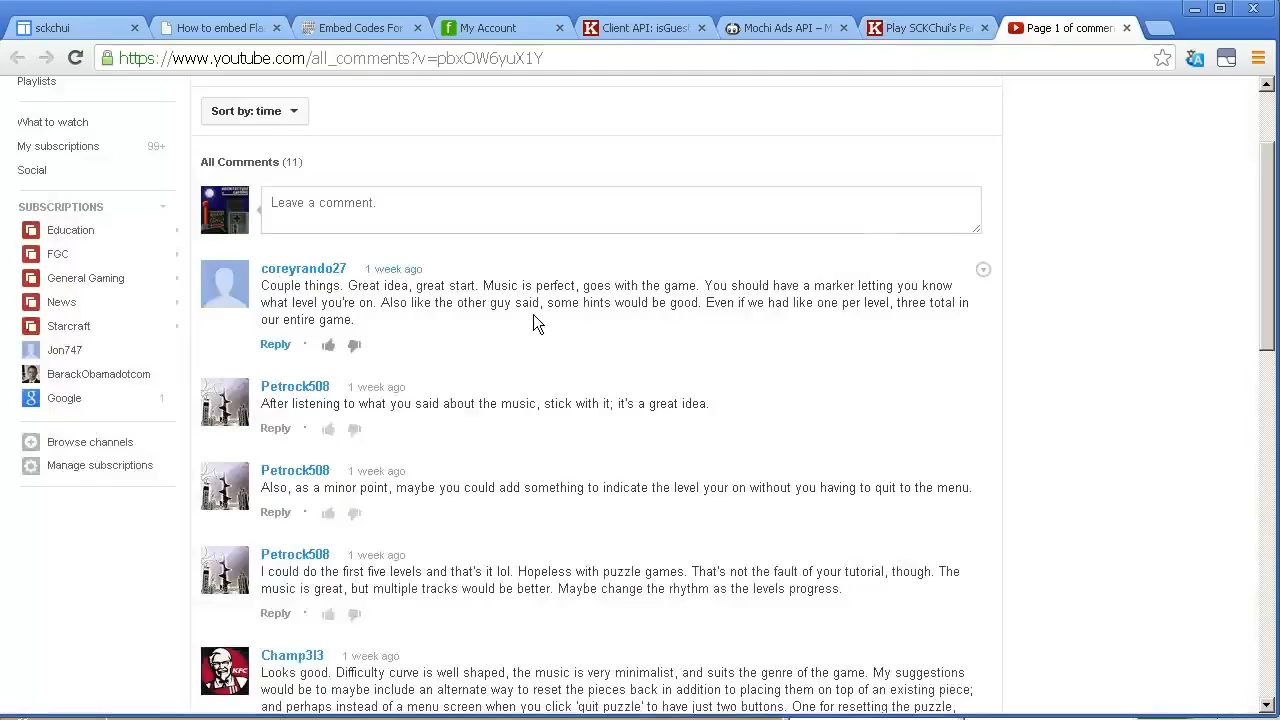 sckchui
How to embed Fla
Embed Codes For
My Account
Client API: isGuest
Mochi Ads API – M
Play SCKChui's Pe
Page 1 of commen
https://www.youtube.com/all_comments?v=pbxOW6yuX1Y
Playlists
What to watch
My subscriptions 99+
Social
SUBSCRIPTIONS
Education
FGC
General Gaming
News
Starcraft
Jon747
BarackObamadotcom
Google 1
Browse channels
Manage subscriptions
Sort by: time
All Comments (11)
Leave a comment.
coreyrando27 1 week ago
Couple things. Great idea, great start. Music is perfect, goes with the game. You should have a marker letting you know
what level you're on. Also like the other guy said, some hints would be good. Even if we had like one per level, three total in
our entire game.
Reply
Petrock508 1 week ago
After listening to what you said about the music, stick with it; it's a great idea.
Reply
Petrock508 1 week ago
Also, as a minor point, maybe you could add something to indicate the level your on without you having to quit to the menu.
Reply
Petrock508 1 week ago
I could do the first five levels and that's it lol. Hopeless with puzzle games. That's not the fault of your tutorial, though. The
music is great, but multiple tracks would be better. Maybe change the rhythm as the levels progress.
Reply
KFC
Champ3l3 1 week ago
Looks good. Difficulty curve is well shaped, the music is very minimal, and suits the genre of the game. My only concerns
would be to maybe include an alternate way to reset the pieces back in addition to placing them on top of an existing piece,
and perhaps instead of a menu screen when you click 'quit puzzle' to have just two buttons. One for resetting the puzzle,